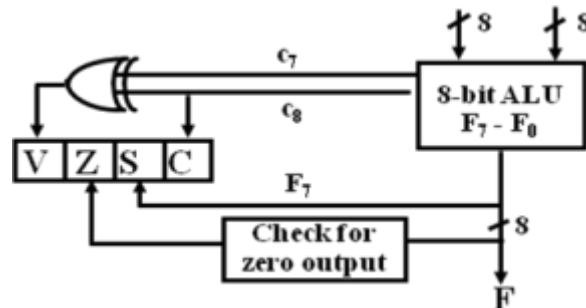 8 8
c₇
8-bit ALU
F₇ - F₀
c₈
V Z S C
F₇
8
Check for
zero output
F